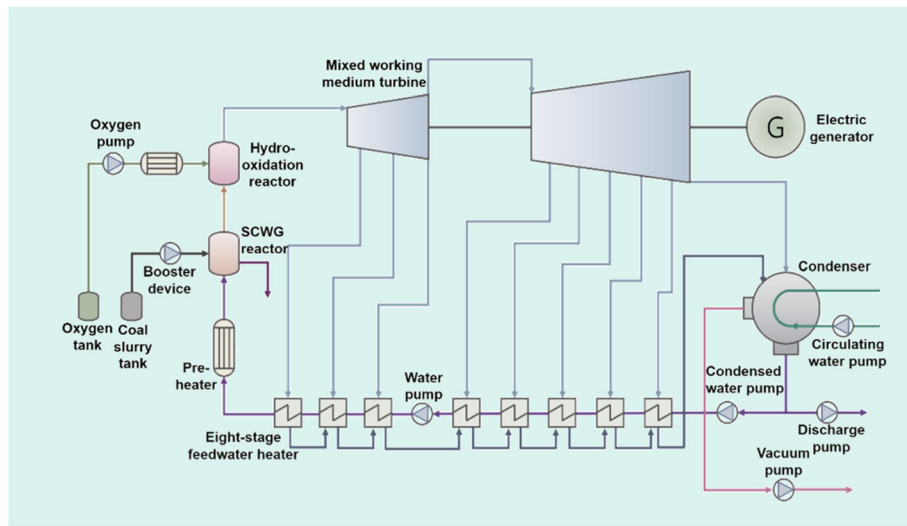 Mixed working
medium turbine
Oxygen
pump
Hydro-
oxidation
reactor
G
Electric
generator
SCWG
reactor
Booster
device
Condenser
Oxygen
tank
Coal
slurry
tank
Pre-
heater
Circulating
water pump
Water
pump
Condensed
water pump
Eight-stage
feedwater heater
Discharge
pump
Vacuum
pump